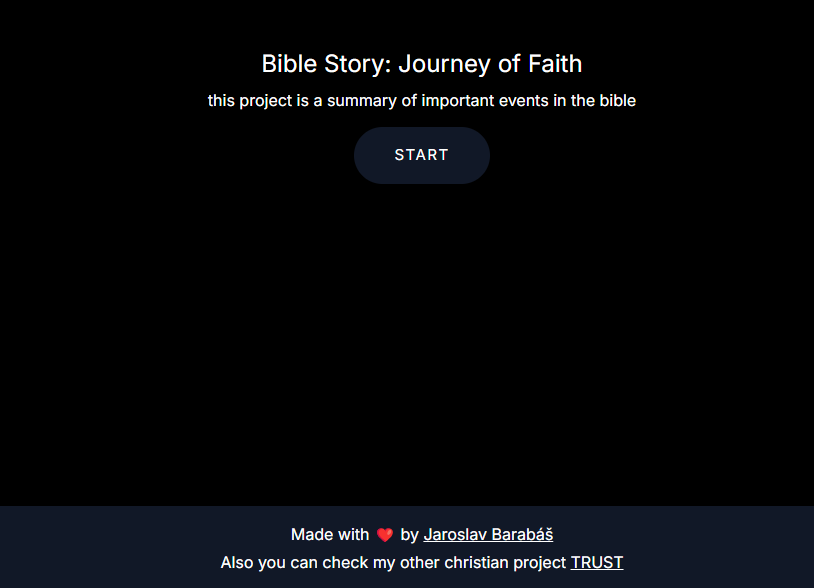 Bible Story: Journey of Faith
this project is a summary of important events in the bible
START
Made with ❤️ by Jaroslav Barabáš
Also you can check my other christian project TRUST